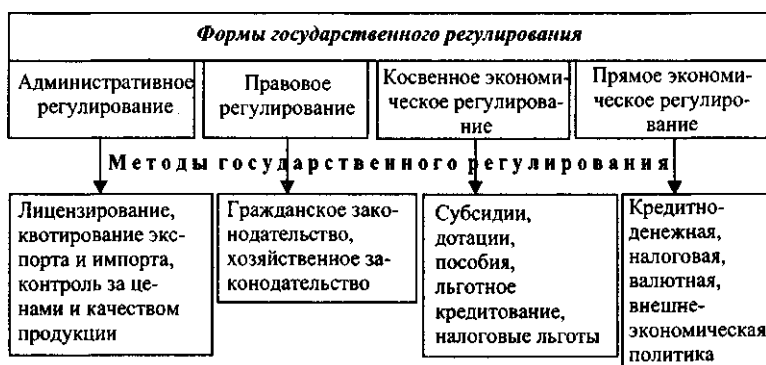 Формы государственного регулирования
Административное
регулирование
Правовое
регулирование
Косвенное экономи-
ческое регулирова-
ние
Прямое экономи-
ческое регулиро-
вание
Методы государственного регулирования
Лицензирование,
квотирование экс-
порта и импорта,
контроль за це-
нами и качеством
продукции
Гражданское зако-
нодательство,
хозяйственное за-
конодательство
Субсидии,
дотации,
пособия,
льготное
кредитование,
налоговые льготы
Кредитно-
денежная,
налоговая,
валютная,
внешне-
экономическая
политика